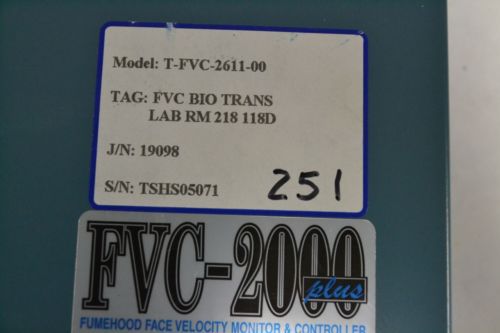 Model: T-FVC-2611-00
TAG: FVC BIO TRANS
LAB RM 218 118D
J/N: 19098
S/N: TSHS05071
251
FVC-2000
plus
FUMEHOOD FACE VELOCITY MONITOR & CONTROLLER